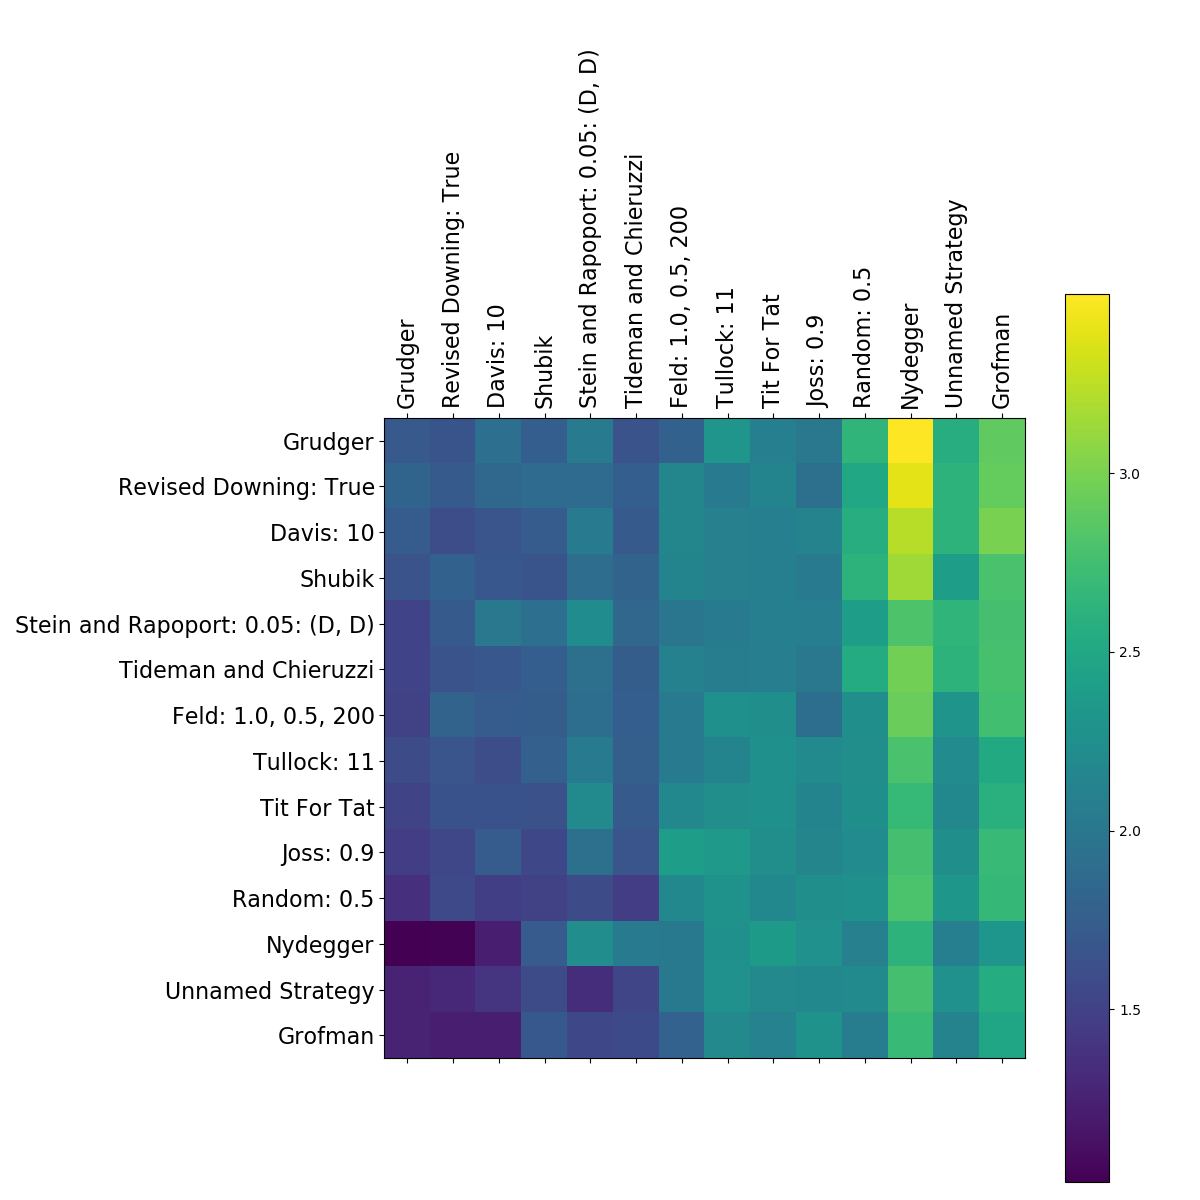 Grudger
Revised Downing: True
Davis: 10
Shubik
Stein and Rapoport: 0.05: (D, D)
Tideman and Chieruzzi
Feld: 1.0, 0.5, 200
Tullock: 11
Tit For Tat
Joss: 0.9
Random: 0.5
Nydegger
Unnamed Strategy
Grofman
Grudger
Revised Downing: True
Davis: 10
Shubik
Stein and Rapoport: 0.05: (D, D)
Tideman and Chieruzzi
Feld: 1.0, 0.5, 200
Tullock: 11
Tit For Tat
Joss: 0.9
Random: 0.5
Nydegger
Unnamed Strategy
Grofman
3.0
2.5
2.0
1.5